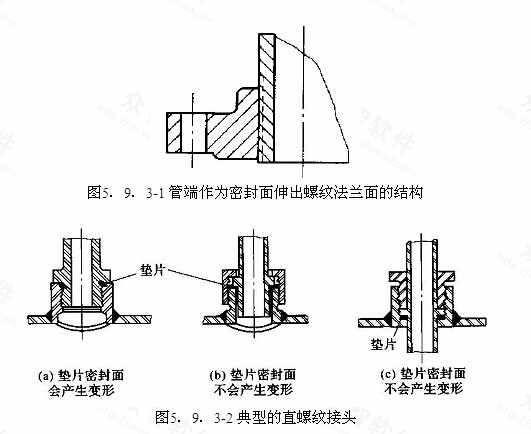 图5. 9. 3-1管端作为密封面伸出螺纹法兰面的结构
垫片
垫片
(a) 垫片密封面
会产生变形
(b) 垫片密封面
不会产生变形
(c) 垫片密封面
不会产生变形
图5. 9. 3-2典型的直螺纹接头